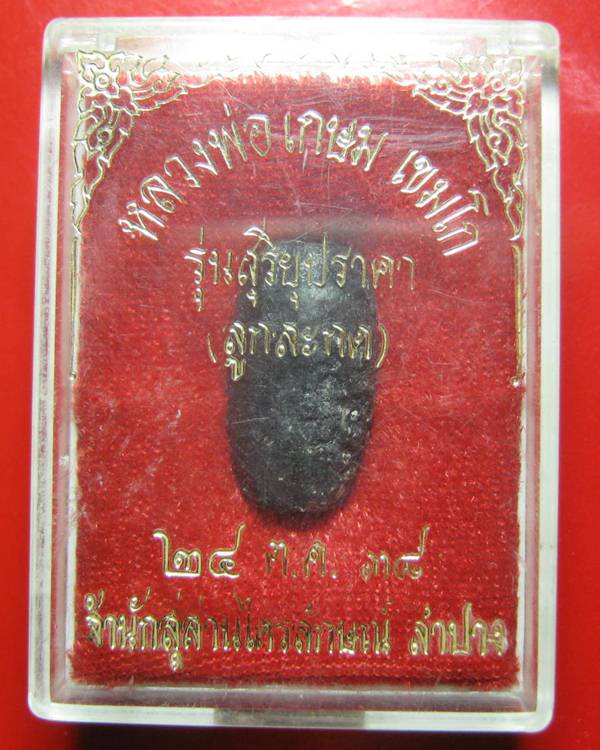 หลวงพ่อเกษม เขมโก
รุ่นสุริยุปราคา
(ลูกสะกด)
๒๔ ต.ค. ๓๘
สำนักสุสานไตรลักษณ์ ลำปาง